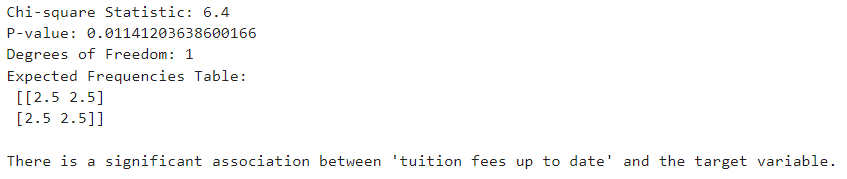 Chi-square Statistic: 6.4
P-value: 0.01141203638600166
Degrees of Freedom: 1
Expected Frequencies Table:
[[2.5 2.5]
[2.5 2.5]]
There is a significant association between 'tuition fees up to date' and the target variable.